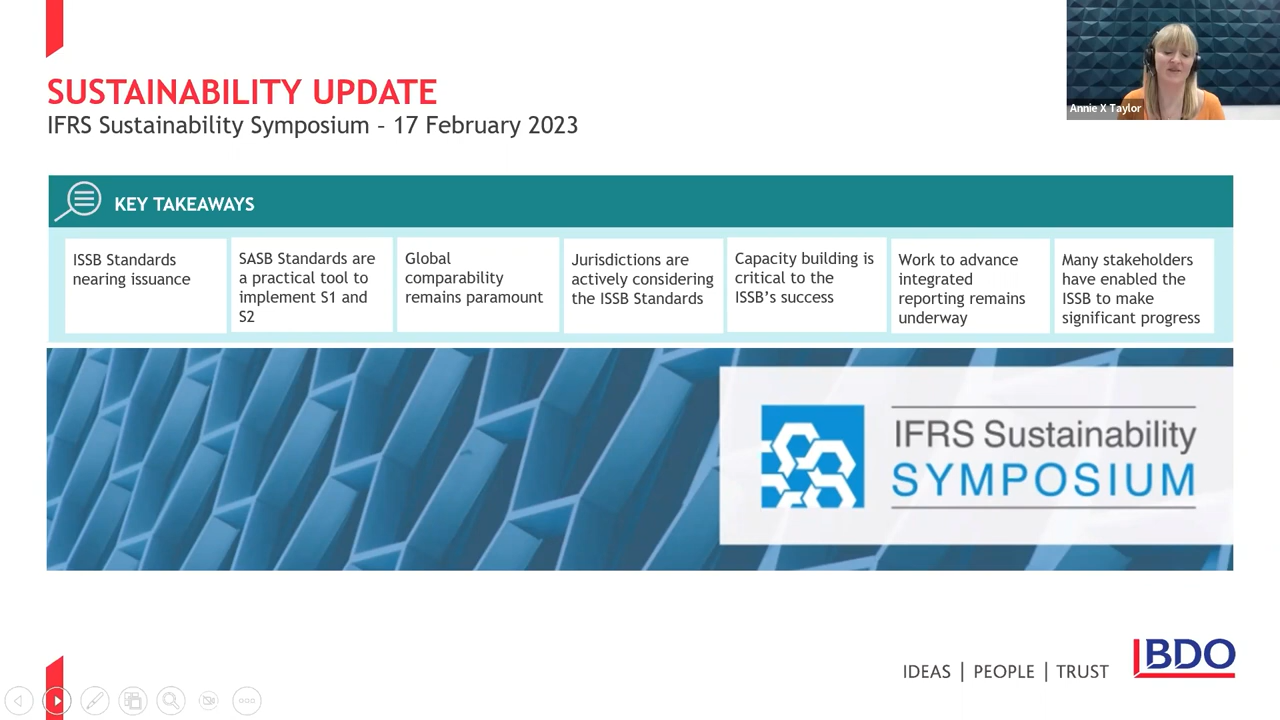 SUSTAINABILITY UPDATE
IFRS Sustainability Symposium – 17 February 2023
Annie X Taylor
KEY TAKEAWAYS
ISSB Standards
nearing issuance
SASB Standards are
a practical tool to
implement S1 and
S2
Global
comparability
remains paramount
Jurisdictions are
actively considering
the ISSB Standards
Capacity building is
critical to the
ISSB’s success
Work to advance
integrated
reporting remains
underway
Many stakeholders
have enabled the
ISSB to make
significant progress
IFRS Sustainability
SYMPOSIUM
IDEAS | PEOPLE | TRUST
BDO